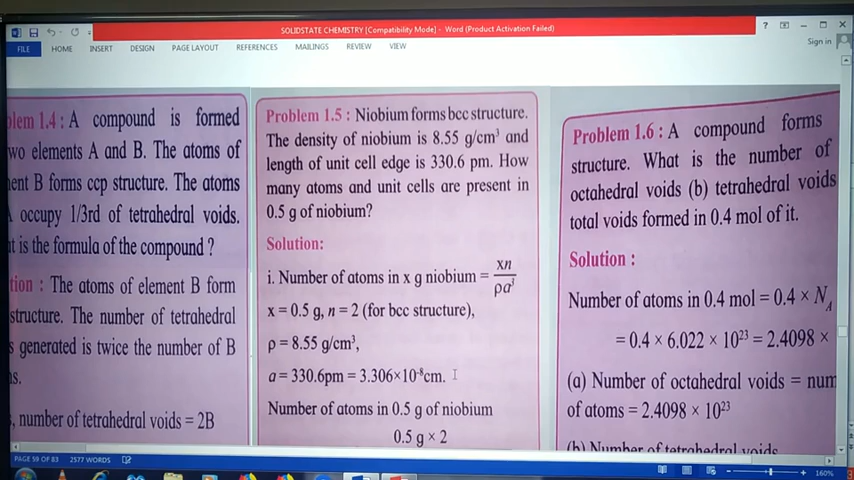 SOLIDSTATE CHEMISTRY [Compatibility Mode] - Word (Product Activation Failed)
Sign in
FILE HOME INSERT DESIGN PAGE LAYOUT REFERENCES MAILINGS REVIEW VIEW
lem 1.4 : A compound is formed
wo elements A and B. The atoms of
ent B forms ccp structure. The atoms
occupy 1/3rd of tetrahedral voids.
t is the formula of the compound ?
tion : The atoms of element B form
structure. The number of tetrahedral
s generated is twice the number of B
s.
, number of tetrahedral voids = 2B
Problem 1.5 : Niobium forms bcc structure.
The density of niobium is 8.55 g/cm³ and
length of unit cell edge is 330.6 pm. How
many atoms and unit cells are present in
0.5 g of niobium?
Solution:
i. Number of atoms in x g niobium = xn / ρa³
x = 0.5 g, n = 2 (for bcc structure),
ρ = 8.55 g/cm³,
a = 330.6pm = 3.306×10⁻⁸cm.
Number of atoms in 0.5 g of niobium
0.5 g × 2
Problem 1.6 : A compound forms
structure. What is the number of
octahedral voids (b) tetrahedral voids
total voids formed in 0.4 mol of it.
Solution :
Number of atoms in 0.4 mol = 0.4 × N_A
= 0.4 × 6.022 × 10²³ = 2.4098 ×
(a) Number of octahedral voids = num
of atoms = 2.4098 × 10²³
(b) Number of tetrahedral voids
PAGE 59 OF 83 2577 WORDS
160%